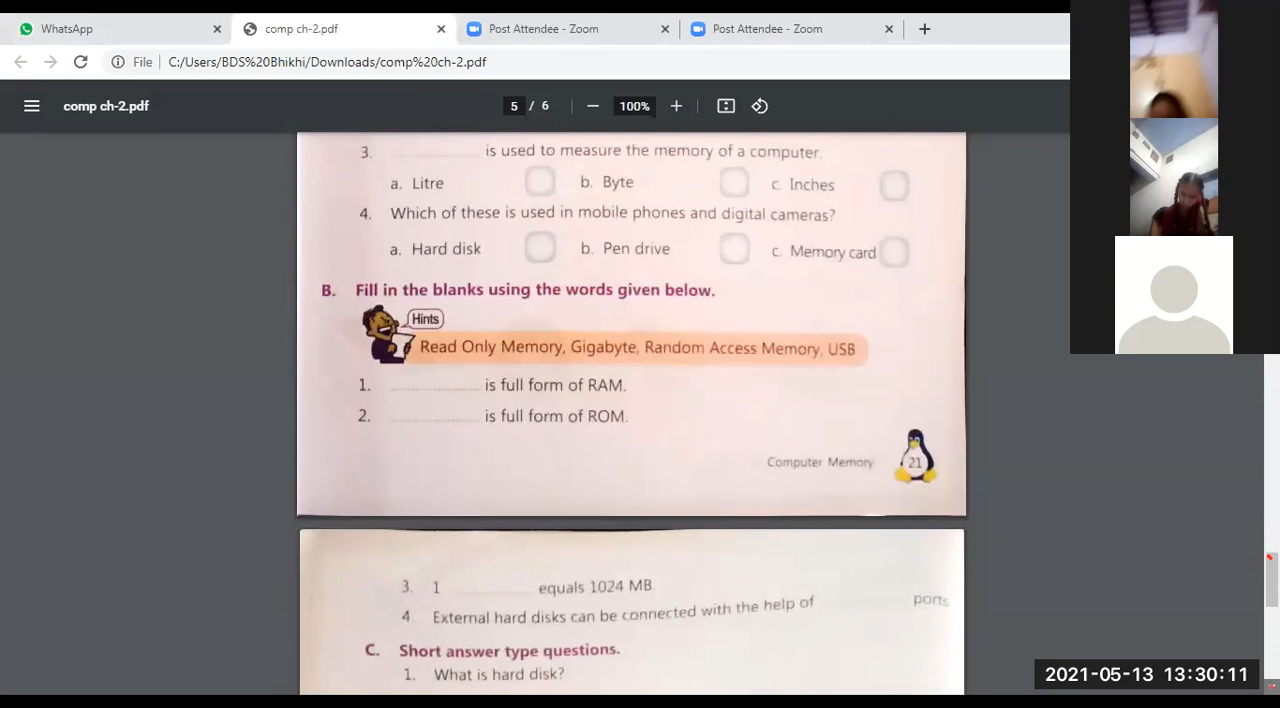 WhatsApp
comp ch-2.pdf
Post Attendee - Zoom
Post Attendee - Zoom
File
C:/Users/BDS%20Bhikhi/Downloads/comp%20ch-2.pdf
comp ch-2.pdf
5 / 6
100%
3. is used to measure the memory of a computer.
a. Litre b. Byte c. Inches
4. Which of these is used in mobile phones and digital cameras?
a. Hard disk b. Pen drive c. Memory card
B. Fill in the blanks using the words given below.
Hints
Read Only Memory, Gigabyte, Random Access Memory, USB
1. is full form of RAM.
2. is full form of ROM.
Computer Memory 21
3. 1 equals 1024 MB.
4 External hard disks can be connected with the help of ports
C. Short answer type questions.
1. What is hard disk?
2021-05-13 13:30:11